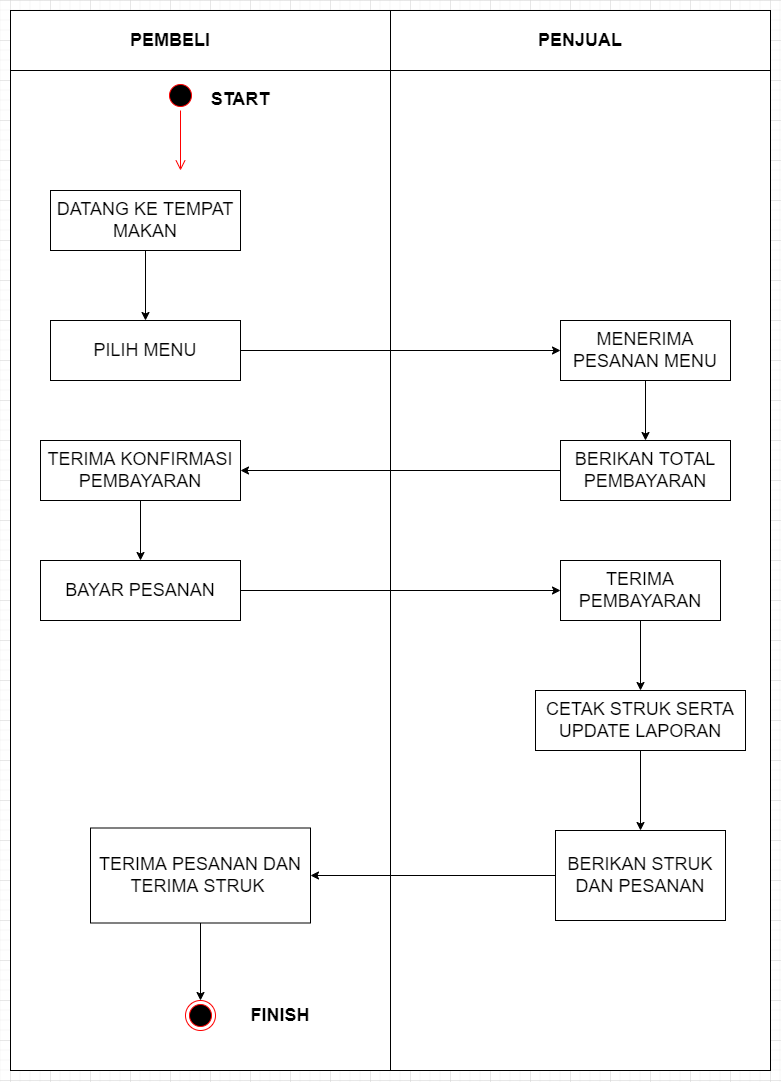 PEMBELI
PENJUAL
START
DATANG KE TEMPAT
MAKAN
PILIH MENU
MENERIMA
PESANAN MENU
TERIMA KONFIRMASI
PEMBAYARAN
BERIKAN TOTAL
PEMBAYARAN
BAYAR PESANAN
TERIMA
PEMBAYARAN
CETAK STRUK SERTA
UPDATE LAPORAN
TERIMA PESANAN DAN
TERIMA STRUK
BERIKAN STRUK
DAN PESANAN
FINISH